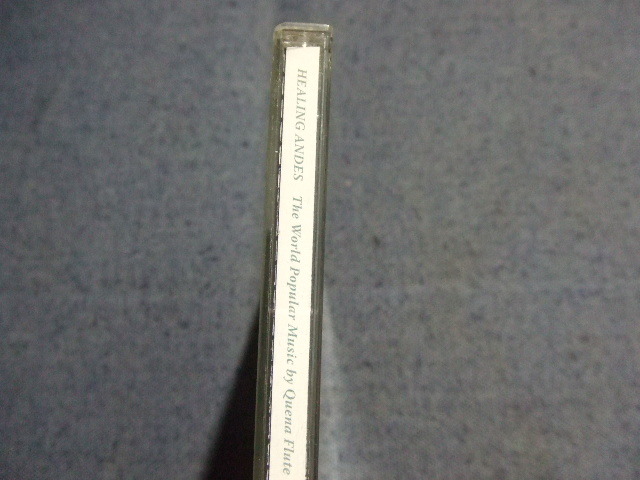 HEALING ANDES The World Popular Music by Quena Flute